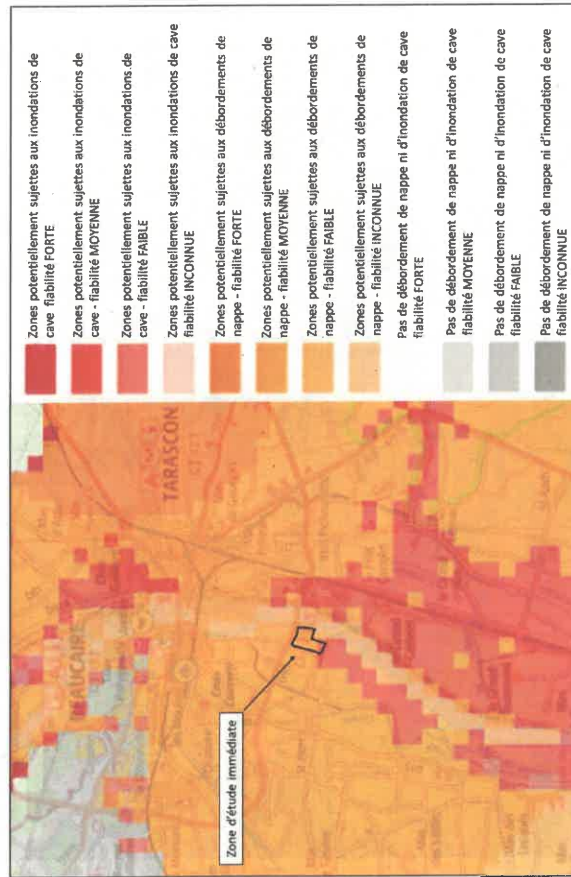 Zones potentiellement sujettes aux inondations de
cave fiabilité FORTE
Zones potentiellement sujettes aux inondations de
cave - fiabilité MOYENNE
Zones potentiellement sujettes aux inondations de
cave - fiabilité FAIBLE
Zones potentiellement sujettes aux inondations de cave
fiabilité INCONNUE
Zones potentiellement sujettes aux débordements de
nappe - fiabilité FORTE
Zones potentiellement sujettes aux débordements de
nappe - fiabilité MOYENNE
Zones potentiellement sujettes aux débordements de
nappe - fiabilité FAIBLE
Zones potentiellement sujettes aux débordements de
nappe - fiabilité INCONNUE
Pas de débordement de nappe ni d'inondation de cave
fiabilité FORTE
Pas de débordement de nappe ni d'inondation de cave
fiabilité MOYENNE
Pas de débordement de nappe ni d'inondation de cave
fiabilité FAIBLE
Pas de débordement de nappe ni d'inondation de cave
fiabilité INCONNUE
BEAUCAIRE
TARASCON
Zone d'étude immédiate